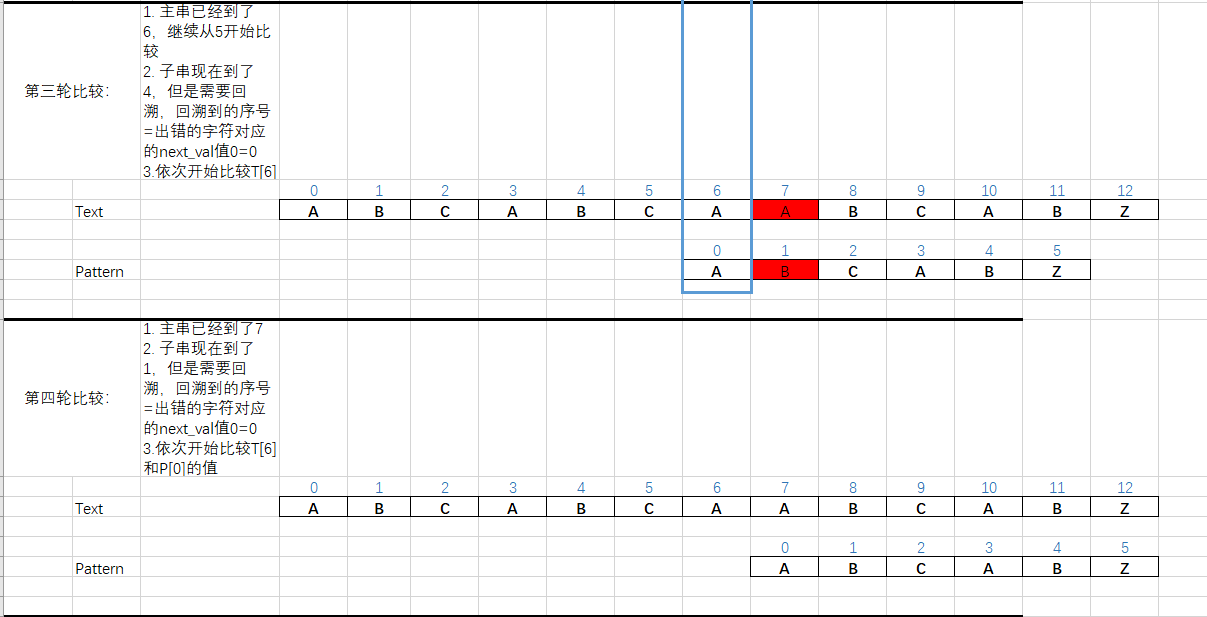 第三轮比较：
1. 主串已经到了
6，继续从5开始比
较
2. 子串现在到了
4，但是需要回
溯，回溯到的序号
=出错的字符对应
的next_val值0=0
3.依次开始比较T[6]
0 1 2 3 4 5 6 7 8 9 10 11 12
Text A B C A B C A A B C A B Z
0 1 2 3 4 5
Pattern A B C A B Z
第四轮比较：
1. 主串已经到了7
2. 子串现在到了
1，但是需要回
溯，回溯到的序号
=出错的字符对应
的next_val值0=0
3.依次开始比较T[6]
和P[0]的值
0 1 2 3 4 5 6 7 8 9 10 11 12
Text A B C A B C A A B C A B Z
0 1 2 3 4 5
Pattern A B C A B Z